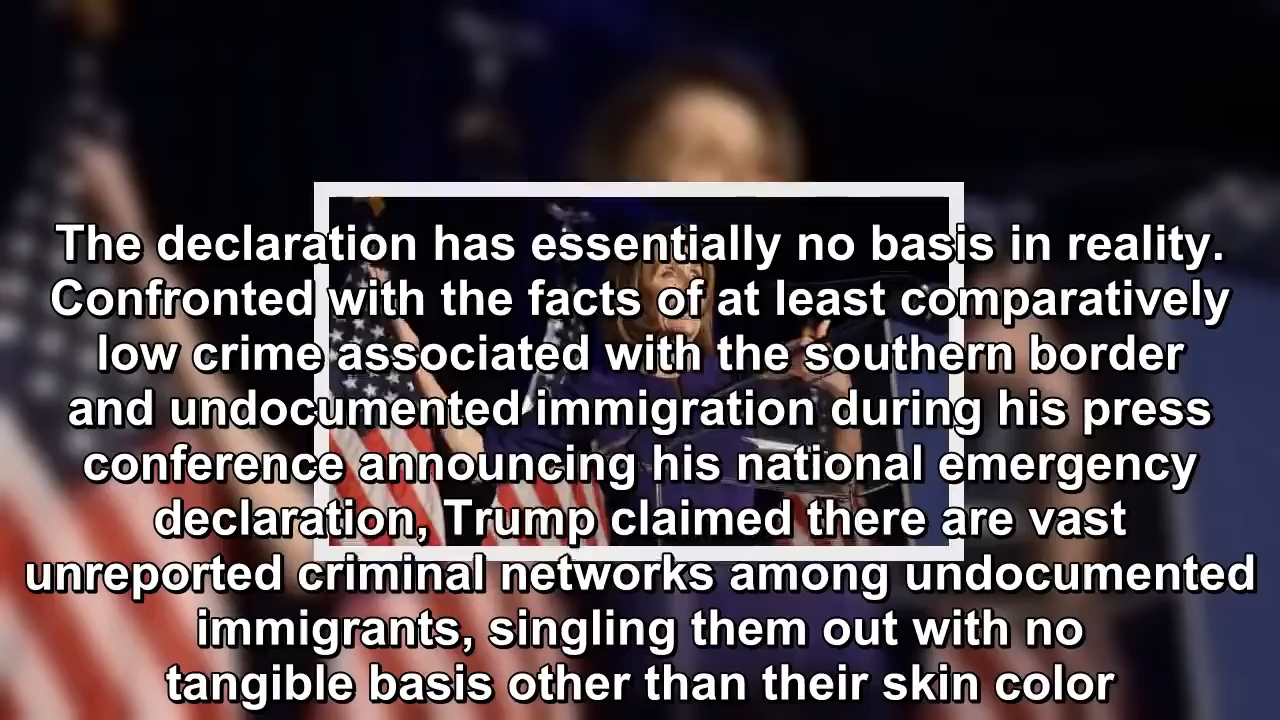 The declaration has essentially no basis in reality.
Confronted with the facts of at least comparatively
low crime associated with the southern border
and undocumented immigration during his press
conference announcing his national emergency
declaration, Trump claimed there are vast
unreported criminal networks among undocumented
immigrants, singling them out with no
tangible basis other than their skin color